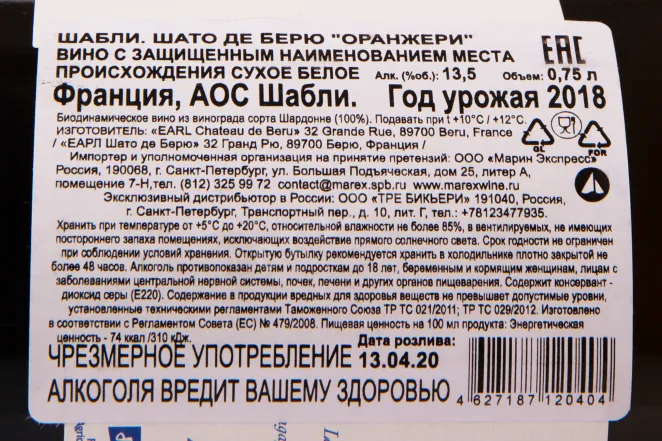 ШАБЛИ. ШАТО ДЕ БЕРЮ "ОРАНЖЕРИ"
ВИНО С ЗАЩИЩЕННЫМ НАИМЕНОВАНИЕМ МЕСТА
ПРОИСХОЖДЕНИЯ СУХОЕ БЕЛОЕ Алк. (%об.): 13,5 Объем: 0,75 л
EAC
Франция, АОС Шабли. Год урожая 2018
Биодинамическое вино из винограда сорта Шардонне (100%). Подавать при t +10°C / +12°C.
ИЗГОТОВИТЕЛЬ: «EARL Chateau de Beru» 32 Grande Rue, 89700 Beru, France
/ «ЕАРЛ Шато де Берю» 32 Гранд Рю, 89700 Берю, Франция /
GL FOR
Импортер и уполномоченная организация на принятие претензий: ООО «Марин Экспресс»
Россия, 190068, г. Санкт-Петербург, ул. Большая Подъяческая, дом 25, литер А,
помещение 7-Н,тел. (812) 325 99 72 contact@marex.spb.ru www.marexwine.ru
Эксклюзивный дистрибьютор в России: ООО «ТРЕ БИКЬЕРИ» 191040, Россия,
г. Санкт-Петербург, Транспортный пер., д. 10, лит. Г, тел.: +78123477935.
Хранить при температуре от +5°C до +20°C, относительной влажности не более 85%, в вентилируемых, не имеющих
постороннего запаха помещениях, исключающих воздействие прямого солнечного света. Срок годности не ограничен
при соблюдении условий хранения. Открытую бутылку рекомендуется хранить в холодильнике плотно закрытой не
более 48 часов. Алкоголь противопоказан детям и подросткам до 18 лет, беременным и кормящим женщинам, лицам с
заболеваниями центральной нервной системы, почек, печени и других органов пищеварения. Содержит консервант -
диоксид серы (Е220). Содержание в продукции вредных для здоровья веществ не превышает допустимые уровни,
установленные техническими регламентами Таможенного Союза ТР ТС 021/2011; ТР ТС 029/2012. Изготовлено
в соответствии с Регламентом Совета (ЕС) № 479/2008. Пищевая ценность на 100 мл продукта: Энергетическая
ценность - 74 ккал /310 кДж.
Дата розлива:
ЧРЕЗМЕРНОЕ УПОТРЕБЛЕНИЕ 13.04.20
АЛКОГОЛЯ ВРЕДИТ ВАШЕМУ ЗДОРОВЬЮ
4 627187 120404